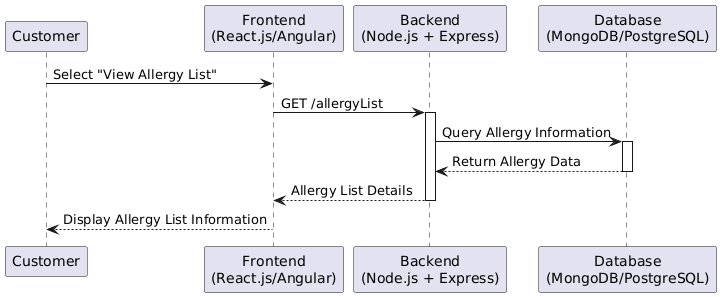 Customer
Frontend
(React.js/Angular)
Backend
(Node.js + Express)
Database
(MongoDB/PostgreSQL)
Select "View Allergy List"
GET /allergyList
Query Allergy Information
Return Allergy Data
Allergy List Details
Display Allergy List Information
Customer
Frontend
(React.js/Angular)
Backend
(Node.js + Express)
Database
(MongoDB/PostgreSQL)